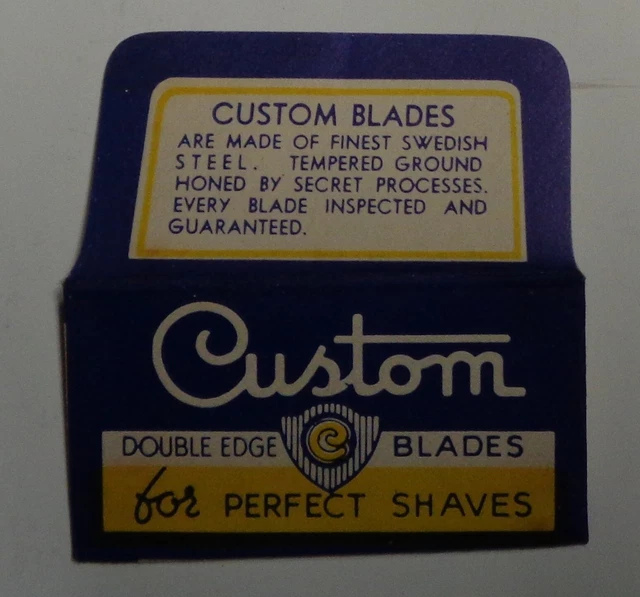 CUSTOM BLADES
ARE MADE OF FINEST SWEDISH
STEEL. TEMPERED GROUND
HONED BY SECRET PROCESSES.
EVERY BLADE INSPECTED AND
GUARANTEED.
Custom
DOUBLE EDGE C BLADES
for PERFECT SHAVES